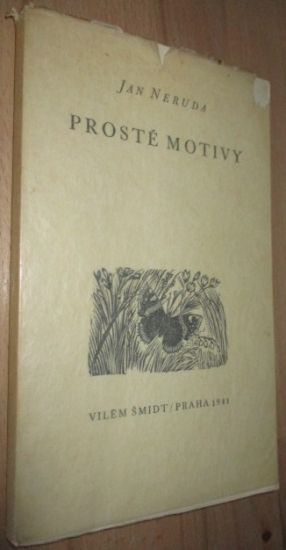 JAN NERUDA
PROSTÉ MOTIVY
VILÉM ŠMIDT / PRAHA 1941